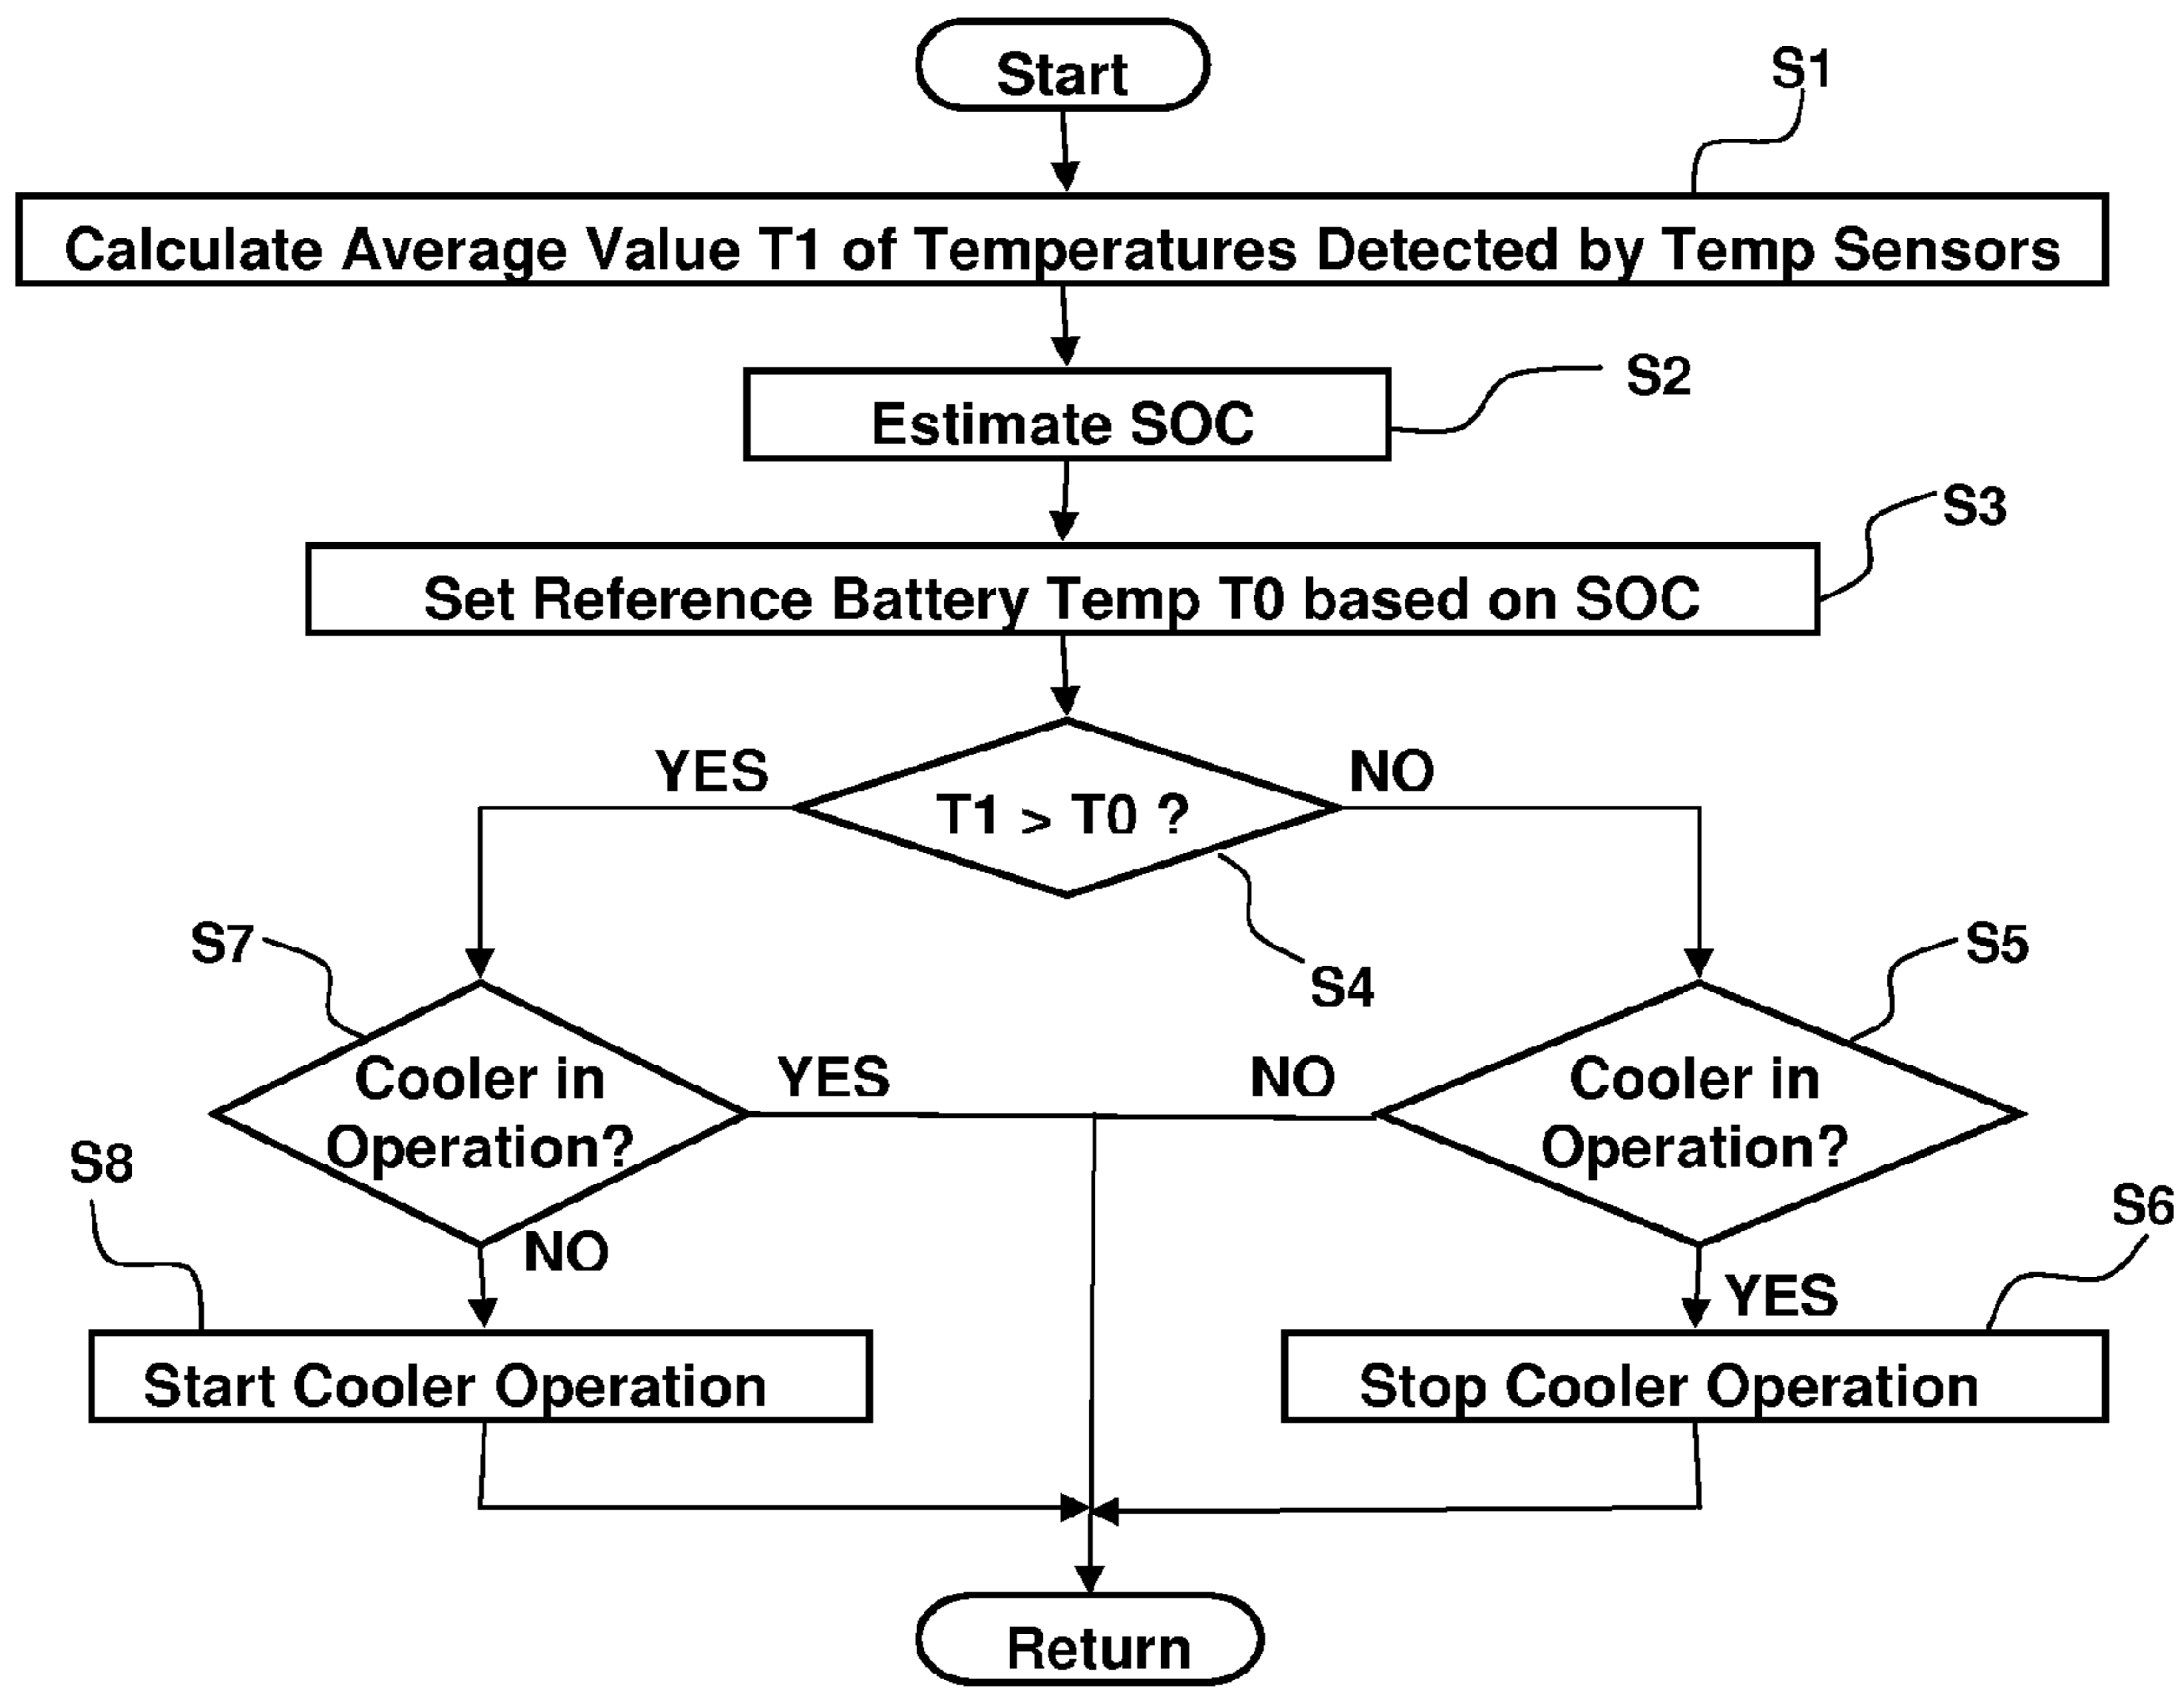 Start
S1
Calculate Average Value T1 of Temperatures Detected by Temp Sensors
S2
Estimate SOC
S3
Set Reference Battery Temp T0 based on SOC
YES
NO
T1 > T0 ?
S4
S7
S5
Cooler in
Operation?
YES
NO
Cooler in
Operation?
S8
NO
S6
YES
Start Cooler Operation
Stop Cooler Operation
Return